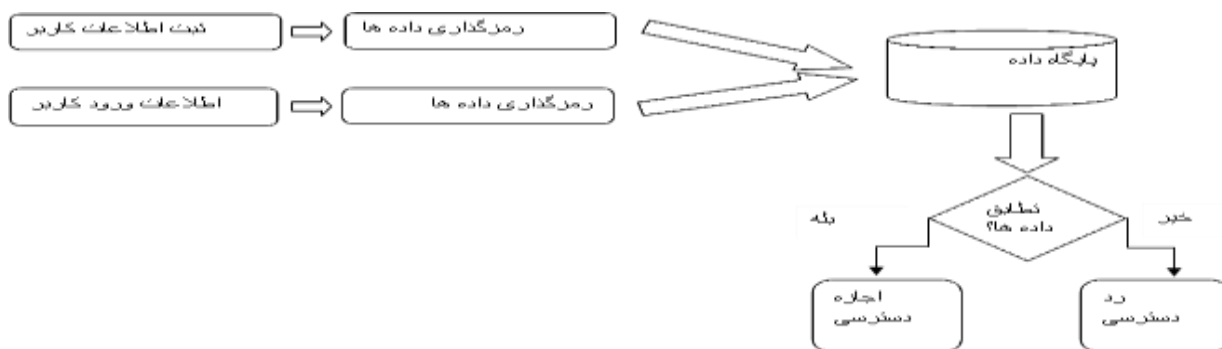 ثبت اطلاعات کاربر
رمزگذاری داده ها
پایگاه داده
اطلاعات ورود کاربر
رمزگذاری داده ها
تطابق
داده ها؟
بله
خیر
اجازه
دسترسی
رد
دسترسی